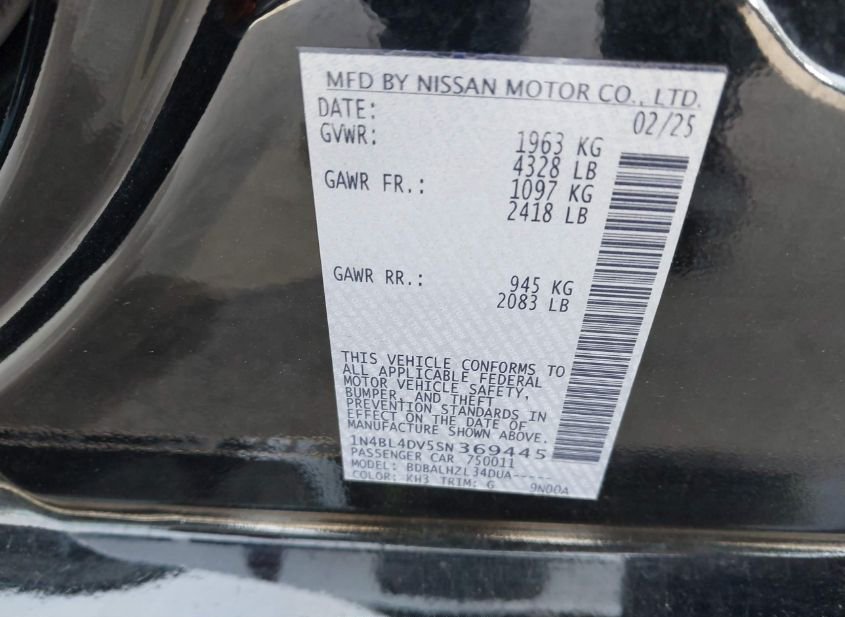 MFD BY NISSAN MOTOR CO., LTD.
DATE: 02/25
GVWR: 1963 KG
4328 LB
GAWR FR.: 1097 KG
2418 LB
GAWR RR.: 945 KG
2083 LB
THIS VEHICLE CONFORMS TO
ALL APPLICABLE FEDERAL
MOTOR VEHICLE SAFETY,
BUMPER, AND THEFT
PREVENTION STANDARDS IN
EFFECT ON THE DATE OF
MANUFACTURE SHOWN ABOVE.
1N4BL4DV5SN369445
PASSENGER CAR 750011
MODEL: BDBALHZL34DUA-----
COLOR: KH3 TRIM: G 9N00A